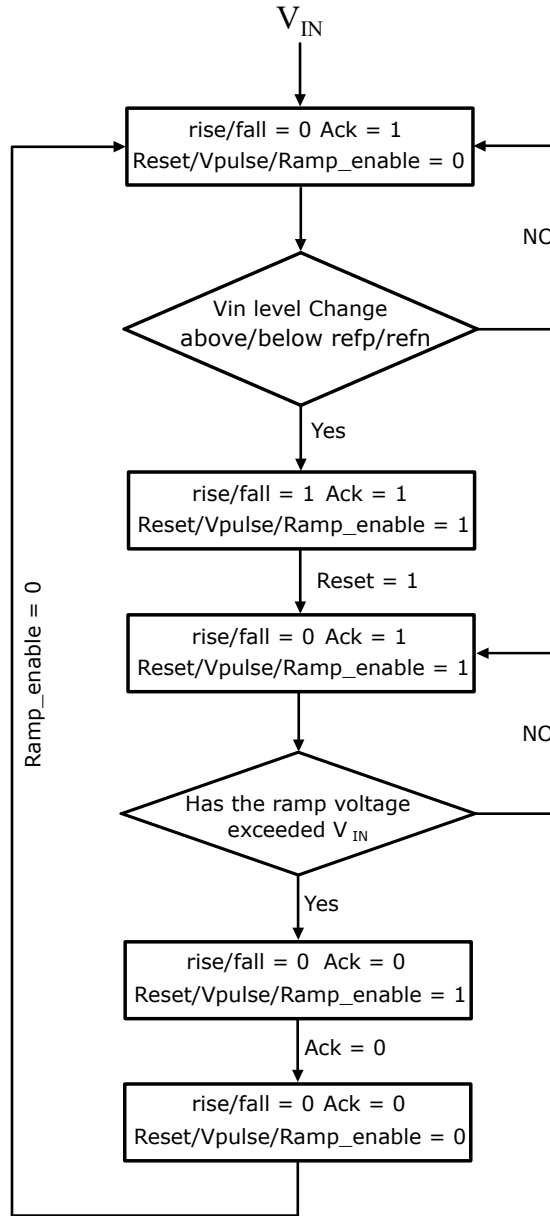 V_IN
rise/fall = 0 Ack = 1
Reset/Vpulse/Ramp_enable = 0
NO
Vin level Change
above/below refp/refn
Yes
rise/fall = 1 Ack = 1
Reset/Vpulse/Ramp_enable = 1
Reset = 1
rise/fall = 0 Ack = 1
Reset/Vpulse/Ramp_enable = 1
Ramp_enable = 0
NO
Has the ramp voltage
exceeded V_IN
Yes
rise/fall = 0 Ack = 0
Reset/Vpulse/Ramp_enable = 1
Ack = 0
rise/fall = 0 Ack = 0
Reset/Vpulse/Ramp_enable = 0